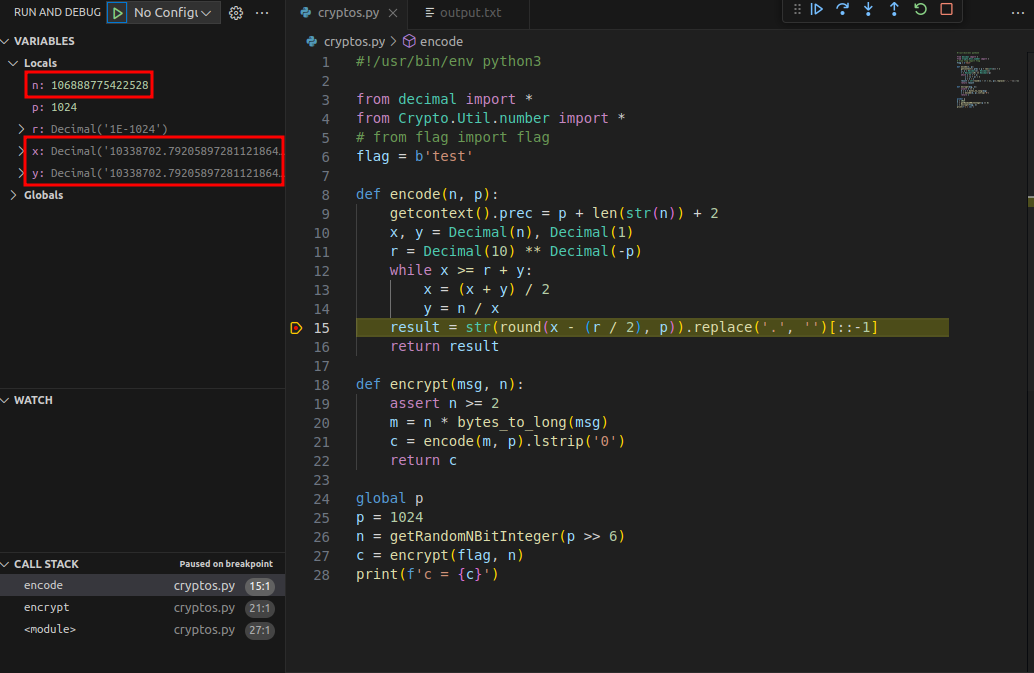 RUN AND DEBUG No Config
VARIABLES
Locals
n: 106888775422528
p: 1024
r: Decimal('1E-1024')
x: Decimal('10338702.79205897281121864…
y: Decimal('10338702.79205897281121864…
Globals
WATCH
CALL STACK Paused on breakpoint
encode cryptos.py 15:1
encrypt cryptos.py 21:1
<module> cryptos.py 27:1
cryptos.py output.txt
cryptos.py > encode
1 #!/usr/bin/env python3
2
3 from decimal import *
4 from Crypto.Util.number import *
5 # from flag import flag
6 flag = b'test'
7
8 def encode(n, p):
9     getcontext().prec = p + len(str(n)) + 2
10     x, y = Decimal(n), Decimal(1)
11     r = Decimal(10) ** Decimal(-p)
12     while x >= r + y:
13         x = (x + y) / 2
14         y = n / x
15     result = str(round(x - (r / 2), p)).replace('.', '')[::-1]
16     return result
17
18 def encrypt(msg, n):
19     assert n >= 2
20     m = n * bytes_to_long(msg)
21     c = encode(m, p).lstrip('0')
22     return c
23
24 global p
25 p = 1024
26 n = getRandomNBitInteger(p >> 6)
27 c = encrypt(flag, n)
28 print(f'c = {c}')